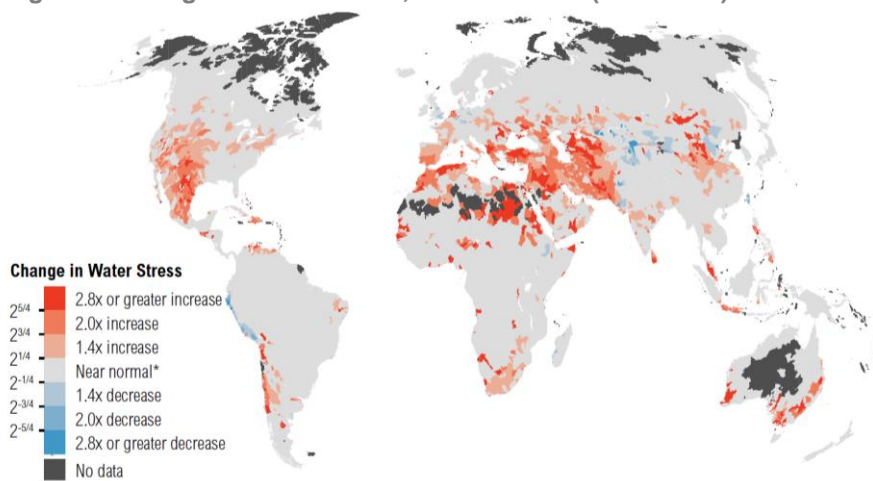 Change in Water Stress
2.8x or greater increase
2^5/4
2.0x increase
2^3/4
1.4x increase
2^1/4
Near normal*
2^-1/4
1.4x decrease
2^-3/4
2.0x decrease
2^-5/4
2.8x or greater decrease
No data